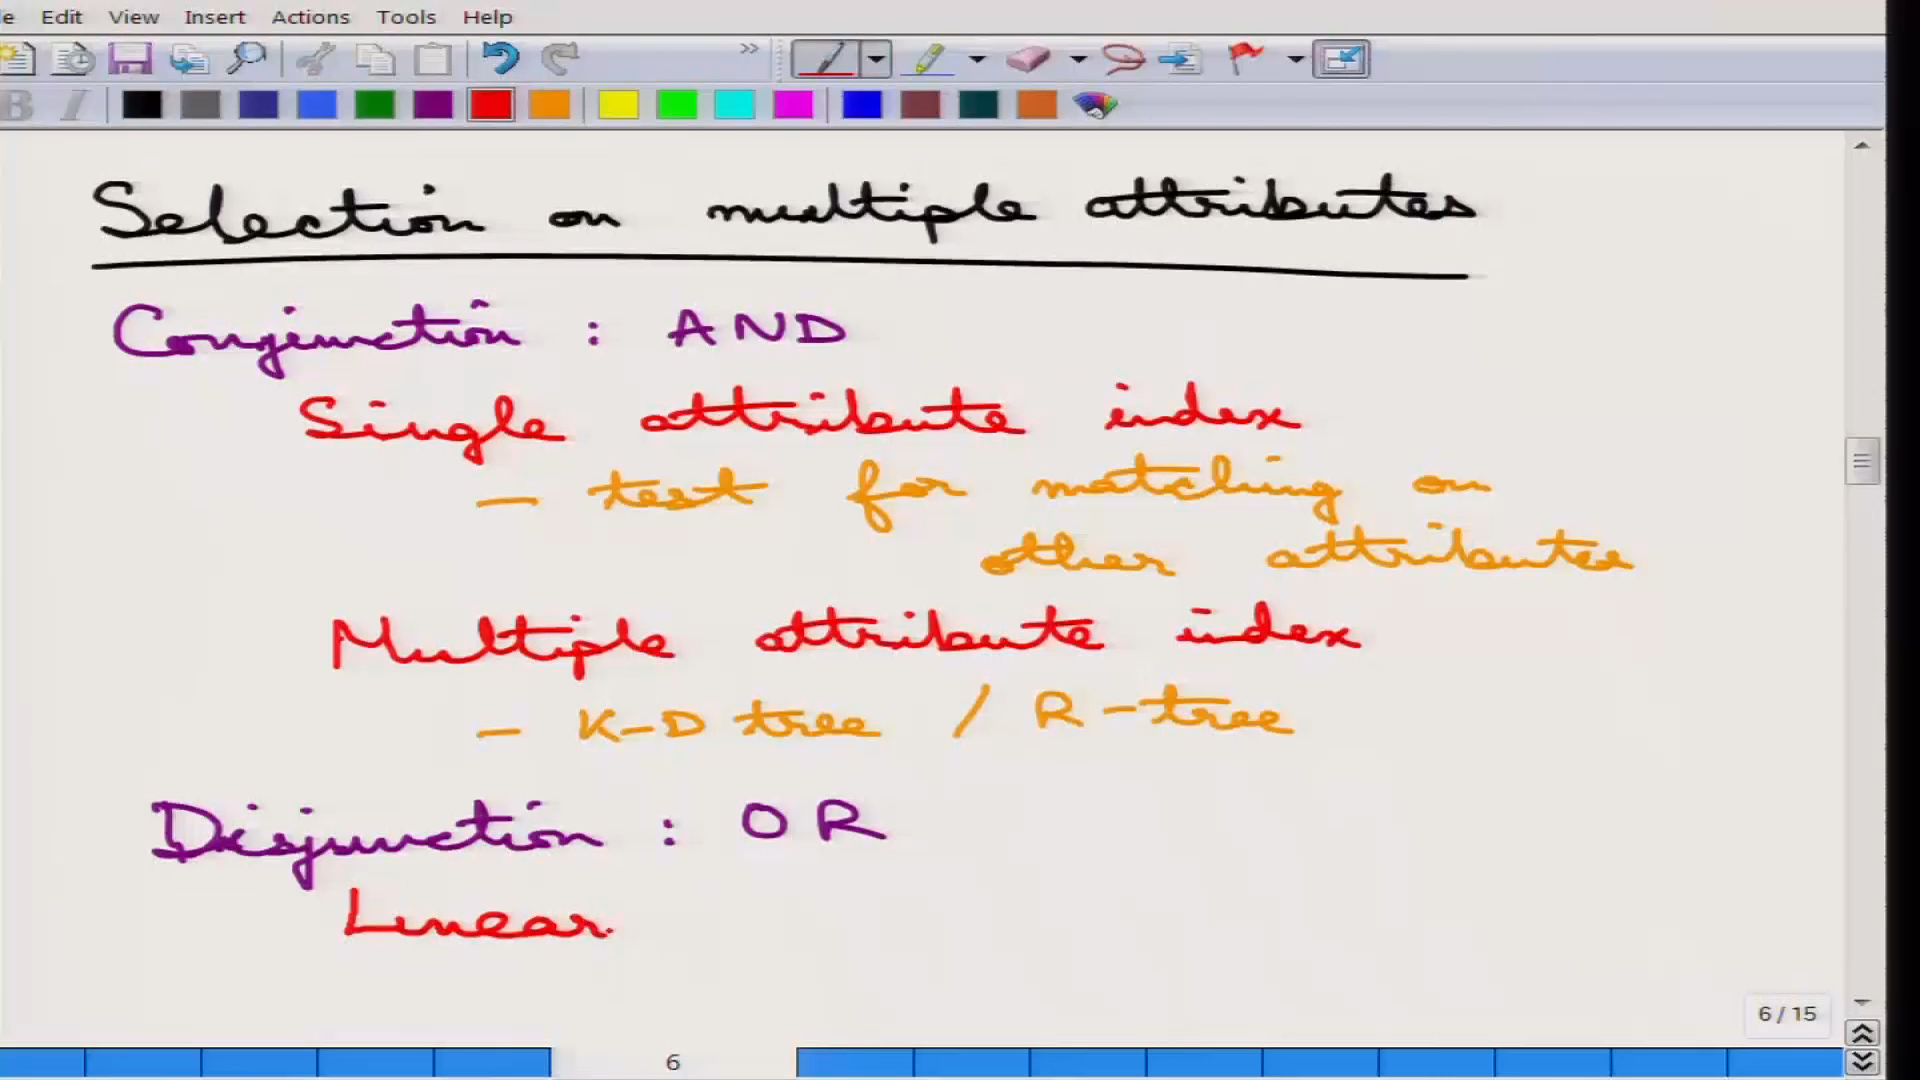 Edit View Insert Actions Tools Help
Selection on multiple attributes
Conjunction : AND
Single attribute index
- test for matching on
other attributes
Multiple attribute index
- K-D tree / R-tree
Disjunction : OR
Linear
6 / 15
6